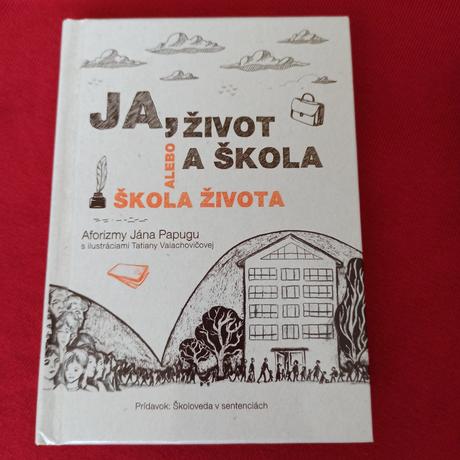 JA, ŽIVOT
ALEBO
A ŠKOLA
ŠKOLA ŽIVOTA
Aforizmy Jána Papugu
s ilustráciami Tatiany Valachovičovej
Prídavok: Školoveda v sentenciách